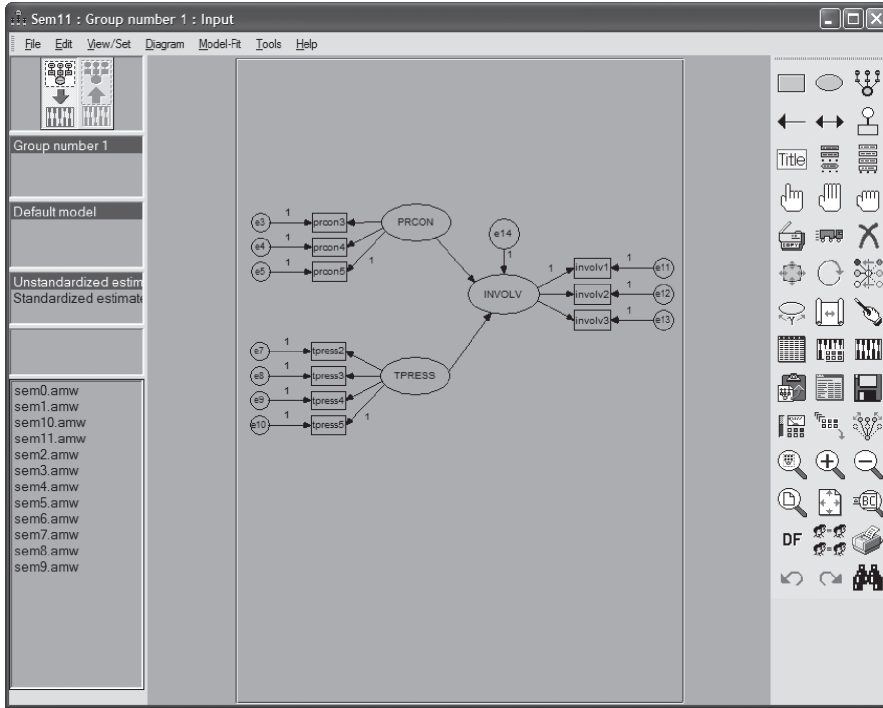 Sem11 : Group number 1 : Input
File Edit View/Set Diagram Model-Fit Tools Help
Group number 1
Default model
Unstandardized estim
Standardized estimate
sem0.amw
sem1.amw
sem10.amw
sem11.amw
sem2.amw
sem3.amw
sem4.amw
sem5.amw
sem6.amw
sem7.amw
sem8.amw
sem9.amw
e3 1 prcon3
e4 1 prcon4
e5 1 prcon5
1
PRCON
e14
1
INVOLV
1 involv1 1 e11
involv2 1 e12
involv3 1 e13
e7 1 tpress2
e8 1 tpress3
e9 1 tpress4
e10 1 tpress5
1
TPRESS
Title
DF